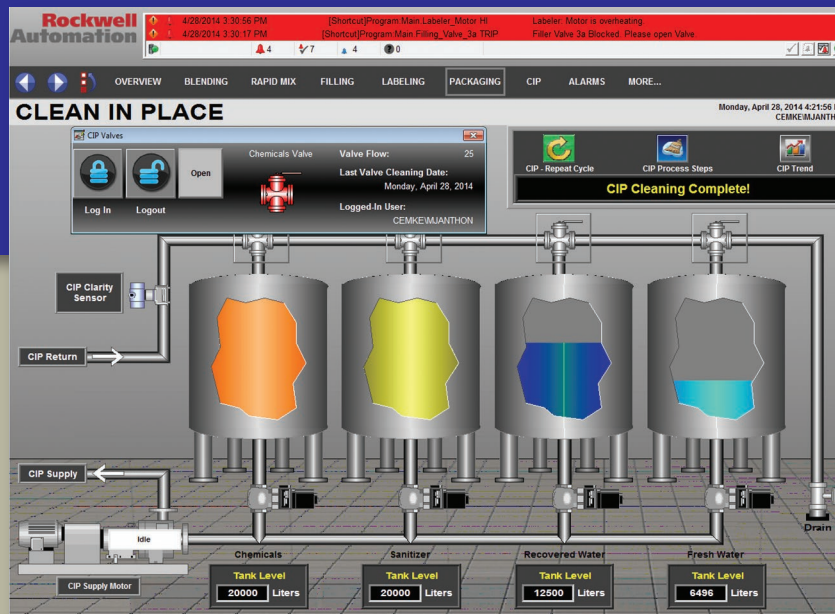 Rockwell
Automation
4/28/2014 3:30:56 PM [Shortcut]Program:Main.Labeler_Motor HI Labeler: Motor is overheating.
4/28/2014 3:30:17 PM [Shortcut]Program:Main.Filling_Valve_3a TRIP Filler Valve 3a Blocked. Please open Valve.
4 7 4 0
OVERVIEW BLENDING RAPID MIX FILLING LABELING PACKAGING CIP ALARMS MORE...
CLEAN IN PLACE
Monday, April 28, 2014 4:21:56
CEMKE\MJANTHON
CIP Valves
Open
Log In Logout
Chemicals Valve
Valve Flow: 25
Last Valve Cleaning Date:
Monday, April 28, 2014
Logged-In User:
CEMKE\MJANTHON
CIP - Repeat Cycle CIP Process Steps CIP Trend
CIP Cleaning Complete!
CIP Clarity
Sensor
CIP Return
CIP Supply
Idle
CIP Supply Motor
Drain
Chemicals Sanitizer Recovered Water Fresh Water
Tank Level Tank Level Tank Level Tank Level
20000 Liters 20000 Liters 12500 Liters 6496 Liters